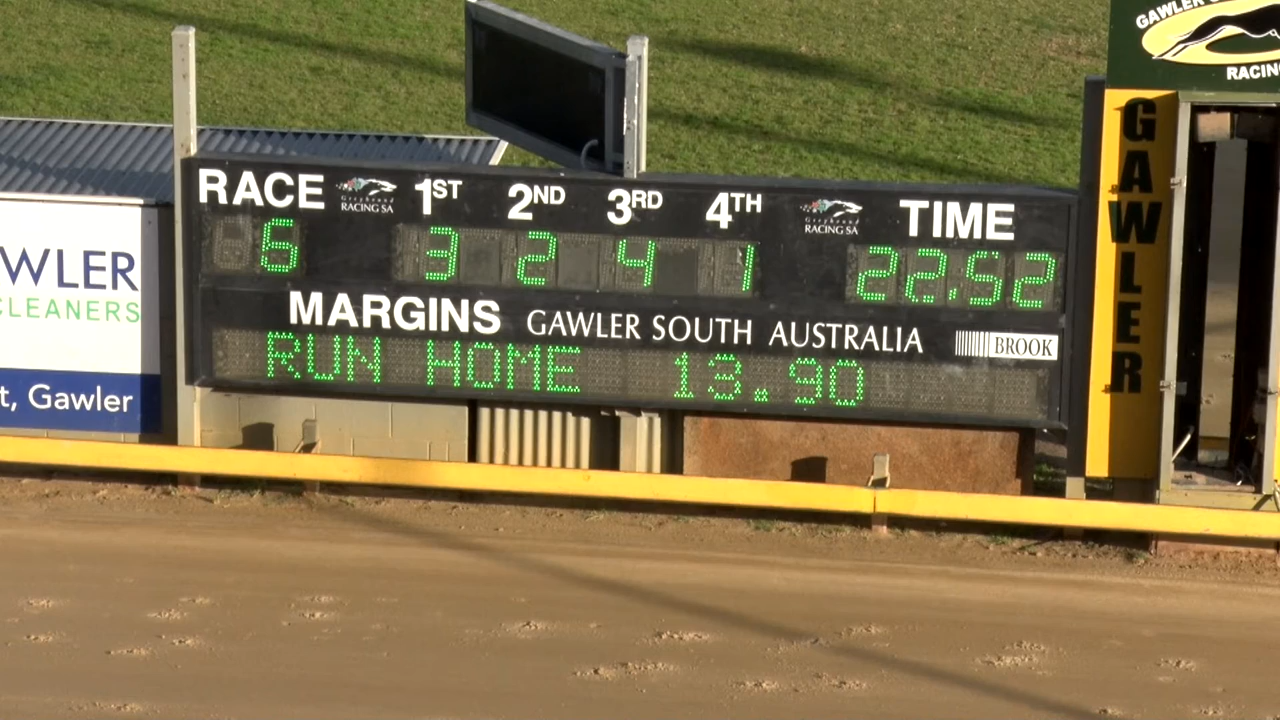 GAWLER
RACING
GAWLER
RACE
Greyhound
RACING SA
1ST
2ND
3RD
4TH
Greyhound
RACING SA
TIME
6
3
2
4
1
22.52
MARGINS
GAWLER SOUTH AUSTRALIA
BROOK
RUN HOME 13.90
WLER
CLEANERS
t, Gawler